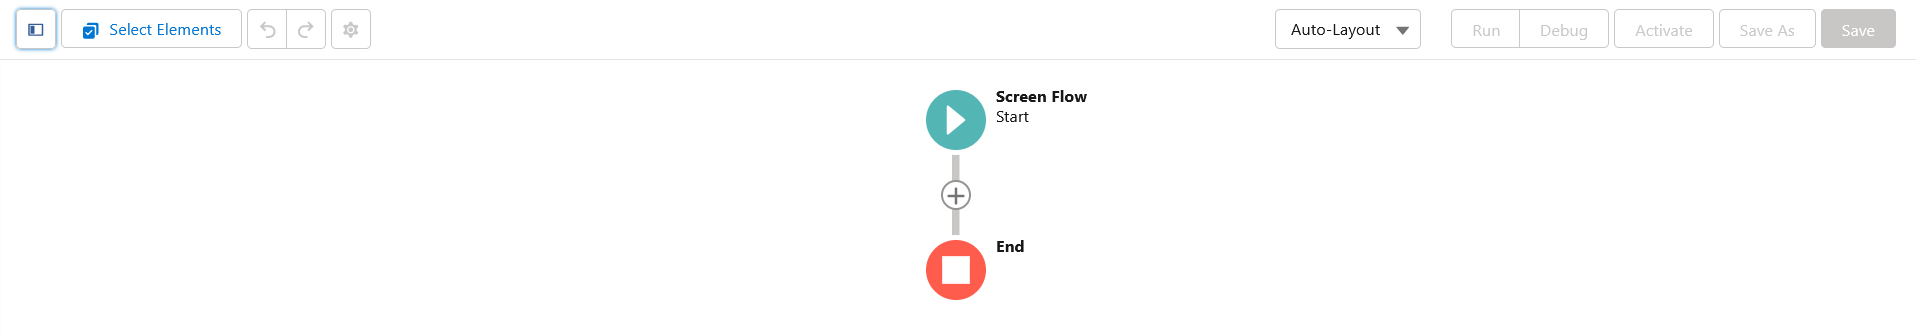 Select Elements
Auto-Layout
Run
Debug
Activate
Save As
Save
Screen Flow
Start
End